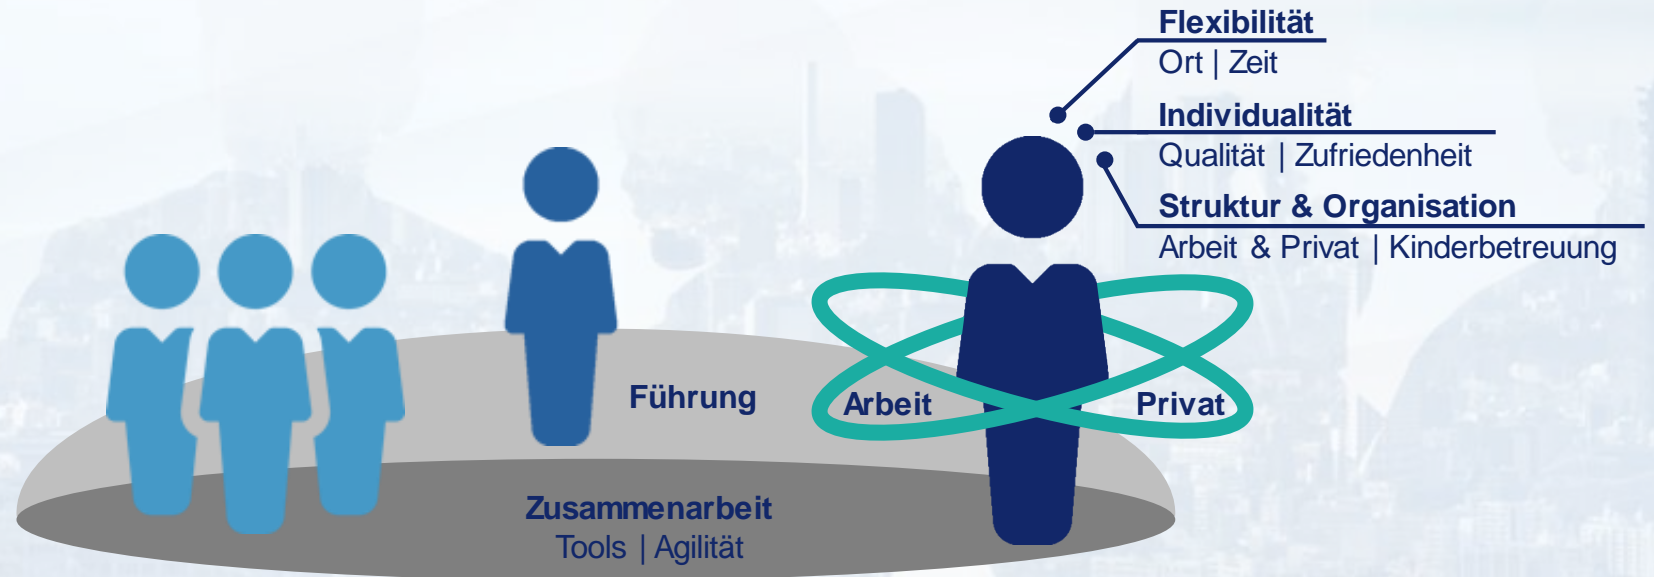 Flexibilität
Ort | Zeit
Individualität
Qualität | Zufriedenheit
Struktur & Organisation
Arbeit & Privat | Kinderbetreuung
Führung
Arbeit
Privat
Zusammenarbeit
Tools | Agilität